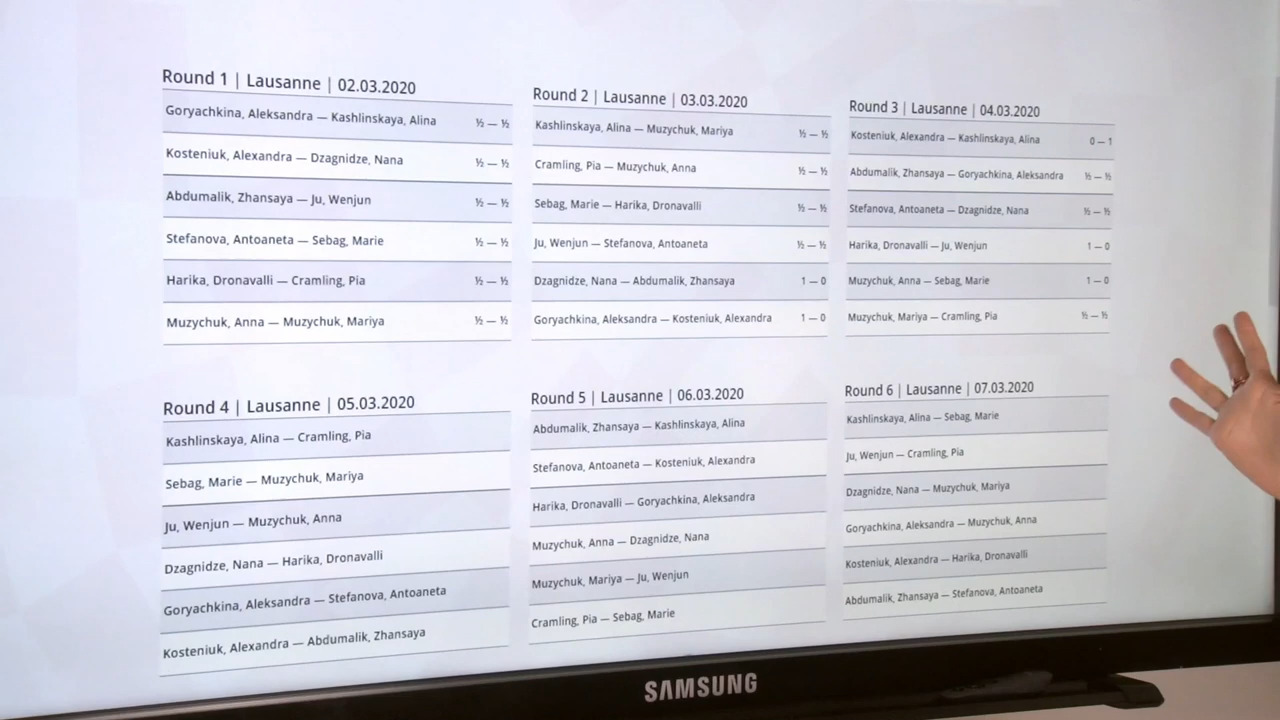 Round 1 | Lausanne | 02.03.2020
Goryachkina, Aleksandra — Kashlinskaya, Alina ½ — ½
Kosteniuk, Alexandra — Dzagnidze, Nana ½ — ½
Abdumalik, Zhansaya — Ju, Wenjun ½ — ½
Stefanova, Antoaneta — Sebag, Marie ½ — ½
Harika, Dronavalli — Cramling, Pia ½ — ½
Muzychuk, Anna — Muzychuk, Mariya ½ — ½
Round 2 | Lausanne | 03.03.2020
Kashlinskaya, Alina — Muzychuk, Mariya ½ — ½
Cramling, Pia — Muzychuk, Anna ½ — ½
Sebag, Marie — Harika, Dronavalli ½ — ½
Ju, Wenjun — Stefanova, Antoaneta ½ — ½
Dzagnidze, Nana — Abdumalik, Zhansaya 1 — 0
Goryachkina, Aleksandra — Kosteniuk, Alexandra 1 — 0
Round 3 | Lausanne | 04.03.2020
Kosteniuk, Alexandra — Kashlinskaya, Alina 0 — 1
Abdumalik, Zhansaya — Goryachkina, Aleksandra ½ — ½
Stefanova, Antoaneta — Dzagnidze, Nana ½ — ½
Harika, Dronavalli — Ju, Wenjun 1 — 0
Muzychuk, Anna — Sebag, Marie 1 — 0
Muzychuk, Mariya — Cramling, Pia ½ — ½
Round 4 | Lausanne | 05.03.2020
Kashlinskaya, Alina — Cramling, Pia
Sebag, Marie — Muzychuk, Mariya
Ju, Wenjun — Muzychuk, Anna
Dzagnidze, Nana — Harika, Dronavalli
Goryachkina, Aleksandra — Stefanova, Antoaneta
Kosteniuk, Alexandra — Abdumalik, Zhansaya
Round 5 | Lausanne | 06.03.2020
Abdumalik, Zhansaya — Kashlinskaya, Alina
Stefanova, Antoaneta — Kosteniuk, Alexandra
Harika, Dronavalli — Goryachkina, Aleksandra
Muzychuk, Anna — Dzagnidze, Nana
Muzychuk, Mariya — Ju, Wenjun
Cramling, Pia — Sebag, Marie
Round 6 | Lausanne | 07.03.2020
Kashlinskaya, Alina — Sebag, Marie
Ju, Wenjun — Cramling, Pia
Dzagnidze, Nana — Muzychuk, Mariya
Goryachkina, Aleksandra — Muzychuk, Anna
Kosteniuk, Alexandra — Harika, Dronavalli
Abdumalik, Zhansaya — Stefanova, Antoaneta
SAMSUNG